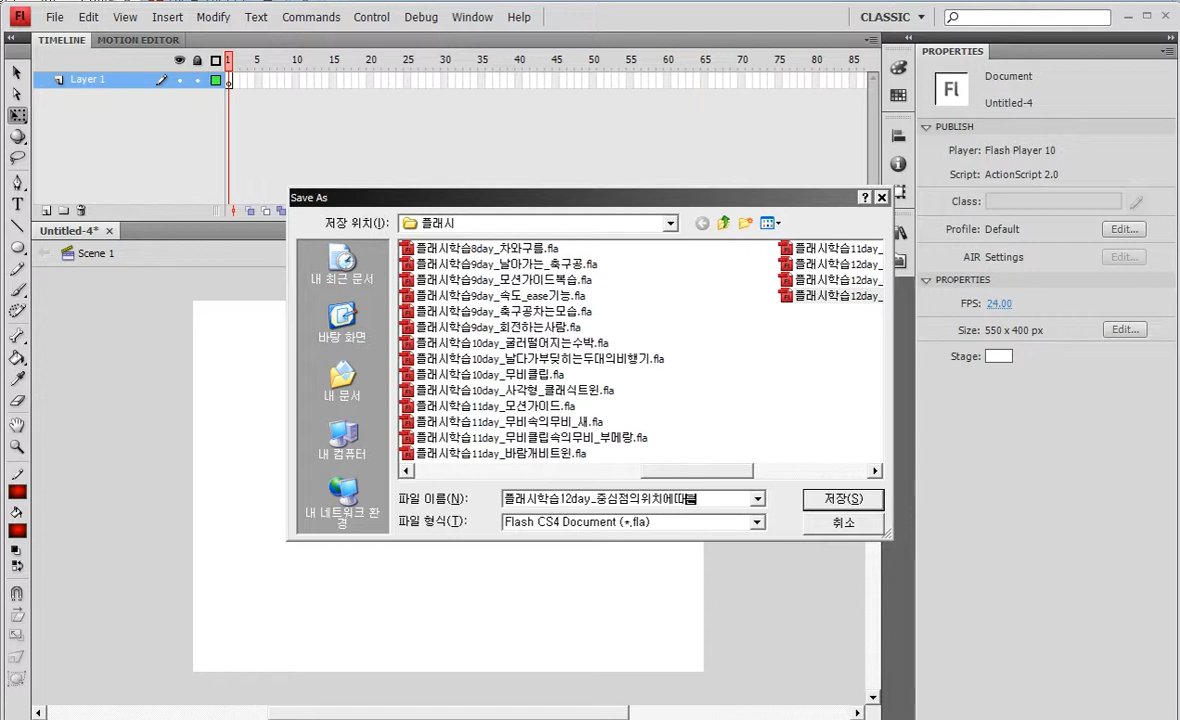 Fl File Edit View Insert Modify Text Commands Control Debug Window Help CLASSIC
TIMELINE MOTION EDITOR
1 5 10 15 20 25 30 35 40 45 50 55 60 65 70 75 80 85
Layer 1
Untitled-4*
Scene 1
Save As
저장 위치(I): 플래시
내 최근 문서
바탕 화면
내 문서
내 컴퓨터
내 네트워크 환
경
플래시학습8day_차와구름.fla
플래시학습9day_날아가는_축구공.fla
플래시학습9day_모션가이드복습.fla
플래시학습9day_속도_ease기능.fla
플래시학습9day_축구공차는모습.fla
플래시학습9day_회전하는사람.fla
플래시학습10day_굴러떨어지는수박.fla
플래시학습10day_날다가부딪히는두대의비행기.fla
플래시학습10day_무비클립.fla
플래시학습10day_사각형_클래식트윈.fla
플래시학습11day_모션가이드.fla
플래시학습11day_무비속의무비_새.fla
플래시학습11day_무비클립속의무비_부메랑.fla
플래시학습11day_바람개비트윈.fla
플래시학습11day_
플래시학습12day_
플래시학습12day_
플래시학습12day_
파일 이름(N): 플래시학습12day_중심점의위치에따 저장(S)
파일 형식(T): Flash CS4 Document (*.fla) 취소
PROPERTIES
Fl
Document
Untitled-4
PUBLISH
Player: Flash Player 10
Script: ActionScript 2.0
Class:
Profile: Default Edit...
AIR Settings Edit...
PROPERTIES
FPS: 24.00
Size: 550 x 400 px Edit...
Stage: